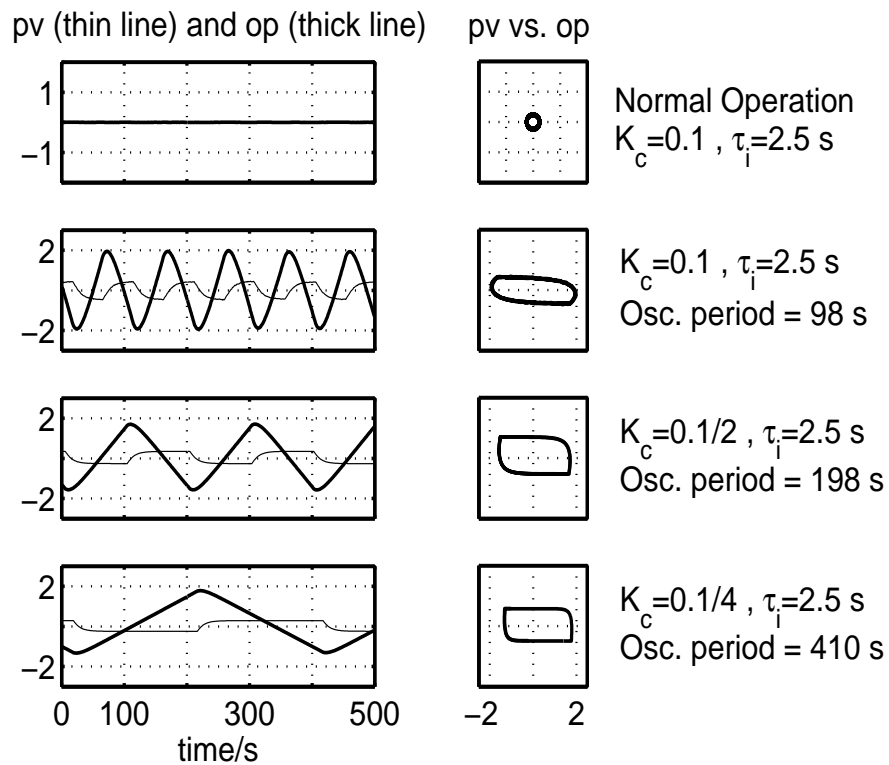 pv (thin line) and op (thick line)
pv vs. op
1
−1
Normal Operation
K_c=0.1 , τ_i=2.5 s
2
−2
K_c=0.1 , τ_i=2.5 s
Osc. period = 98 s
2
−2
K_c=0.1/2 , τ_i=2.5 s
Osc. period = 198 s
2
−2
K_c=0.1/4 , τ_i=2.5 s
Osc. period = 410 s
0 100 300 500
−2 2
time/s